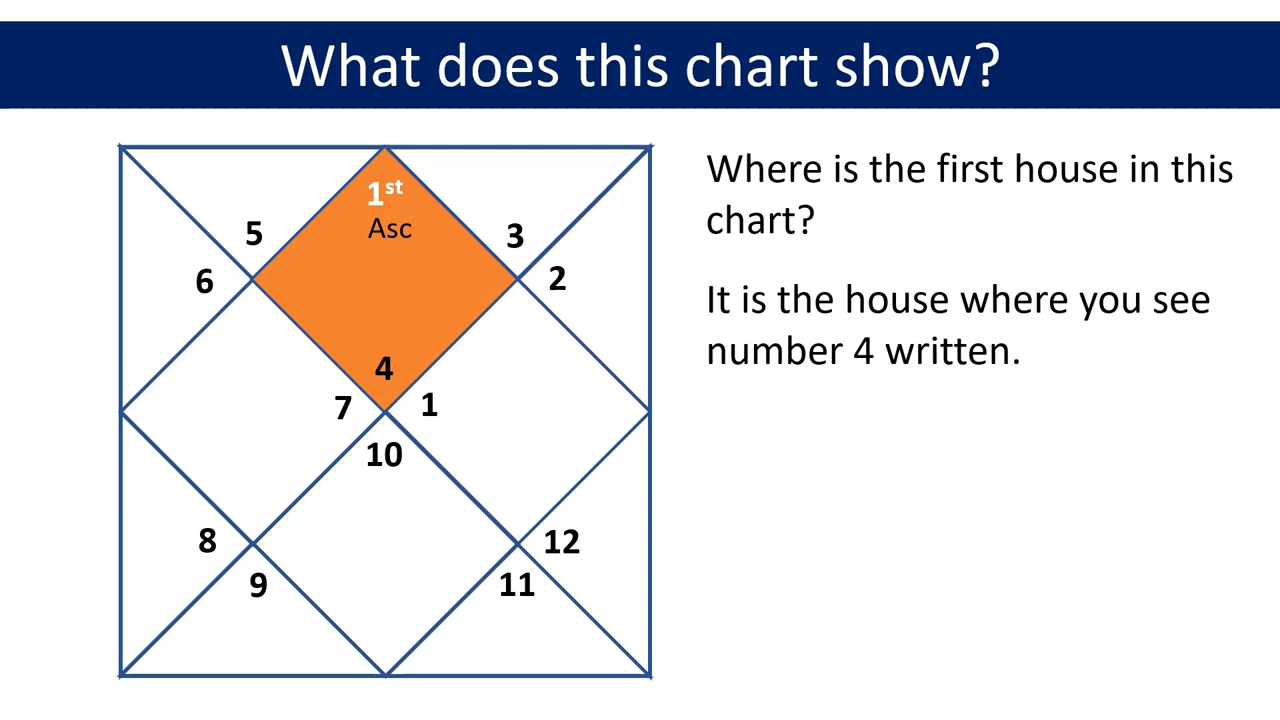 What does this chart show?
1st
Asc
5
3
6
2
4
7
1
10
8
12
9
11
Where is the first house in this
chart?
It is the house where you see
number 4 written.